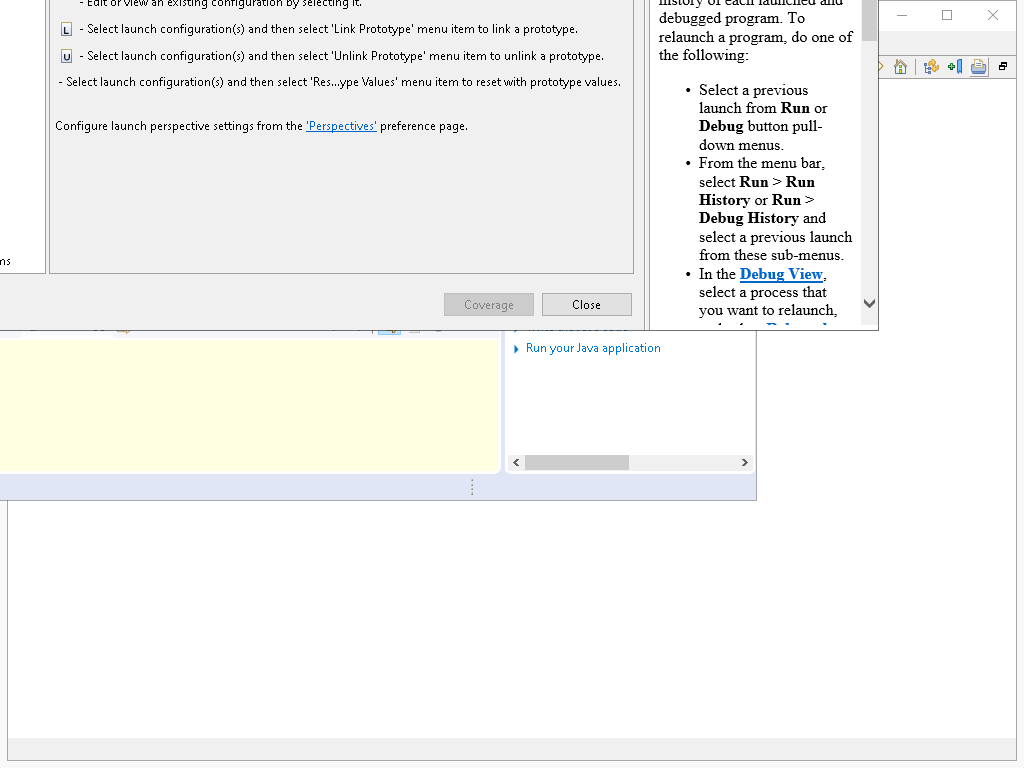 - Edit or view an existing configuration by selecting it.
L - Select launch configuration(s) and then select 'Link Prototype' menu item to link a prototype.
U - Select launch configuration(s) and then select 'Unlink Prototype' menu item to unlink a prototype.
- Select launch configuration(s) and then select 'Res...ype Values' menu item to reset with prototype values.
Configure launch perspective settings from the 'Perspectives' preference page.
ms
Coverage
Close
history of each launched and
debugged program. To
relaunch a program, do one of
the following:
• Select a previous
launch from Run or
Debug button pull-
down menus.
• From the menu bar,
select Run > Run
History or Run >
Debug History and
select a previous launch
from these sub-menus.
• In the Debug View,
select a process that
you want to relaunch,
Run your Java application